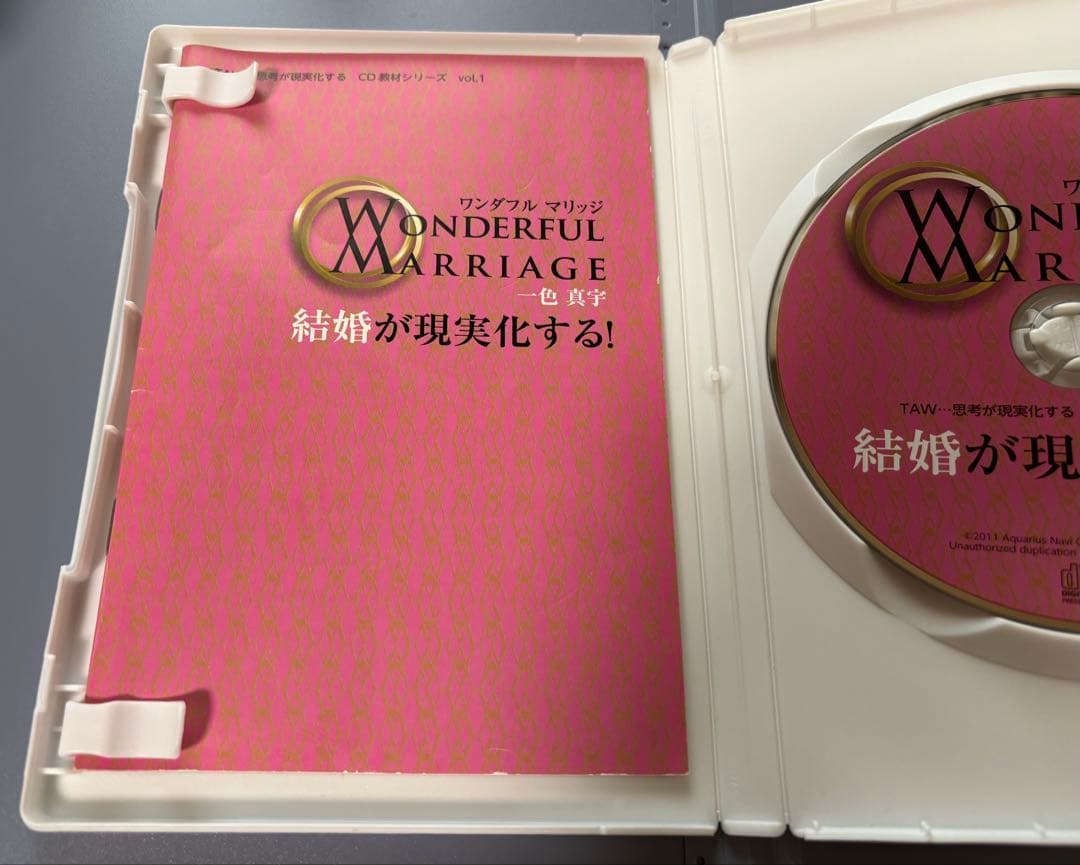 思考が現実化する CD教材シリーズ vol.1
ワンダフル マリッジ
WONDERFUL
MARRIAGE
一色 真宇
結婚が現実化する!
TAW…思考が現実化する
結婚が現
©2011 Aquarius Navi
Unauthorized duplication